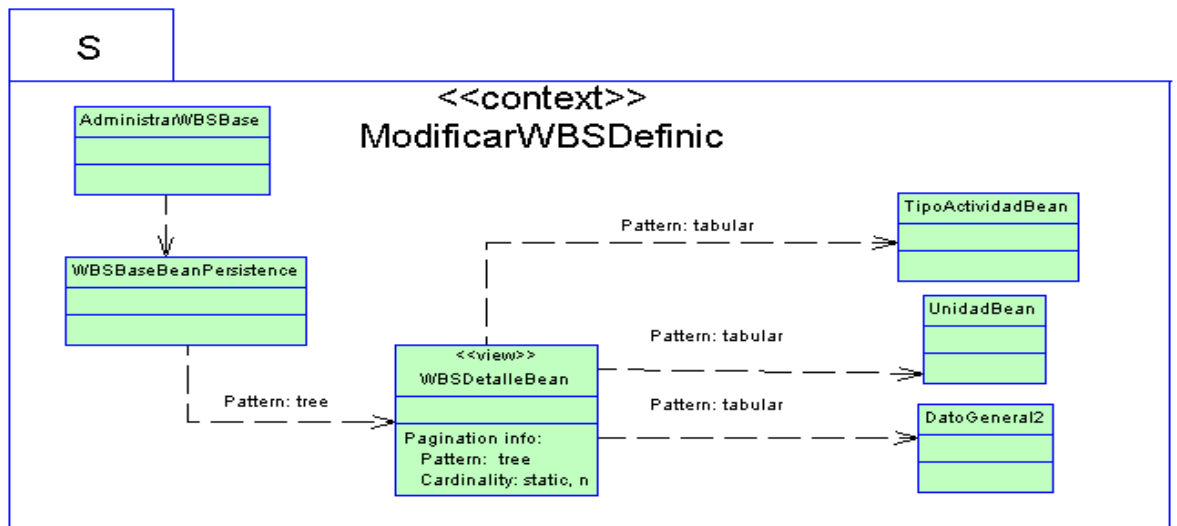 S
<<context>>
ModificarWBSDefinic
AdministrarWBSBase
WBSBaseBeanPersistence
Pattern: tree
<<view>>
WBSDetalleBean
Pagination info:
Pattern: tree
Cardinality: static, n
Pattern: tabular
TipoActividadBean
Pattern: tabular
UnidadBean
Pattern: tabular
DatoGeneral2